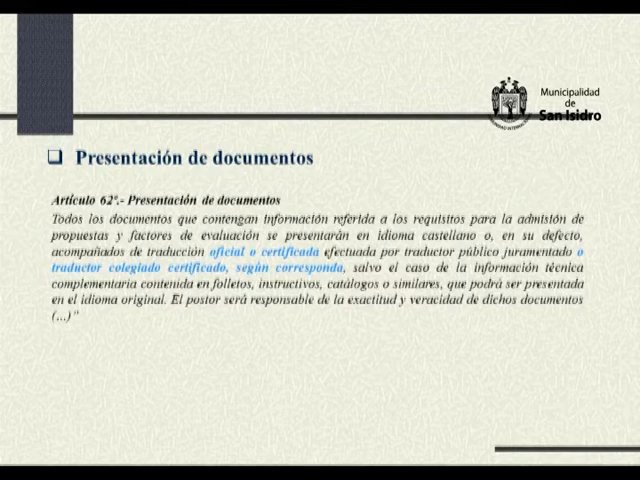 Municipalidad
de
San Isidro
Presentación de documentos
Artículo 62º.- Presentación de documentos
Todos los documentos que contengan información referida a los requisitos para la admisión de
propuestas y factores de evaluación se presentarán en idioma castellano o, en su defecto,
acompañados de traducción oficial o certificada efectuada por traductor público juramentado o
traductor colegiado certificado, según corresponda, salvo el caso de la información técnica
complementaria contenida en folletos, instructivos, catálogos o similares, que podrá ser presentada
en el idioma original. El postor será responsable de la exactitud y veracidad de dichos documentos
(...)"